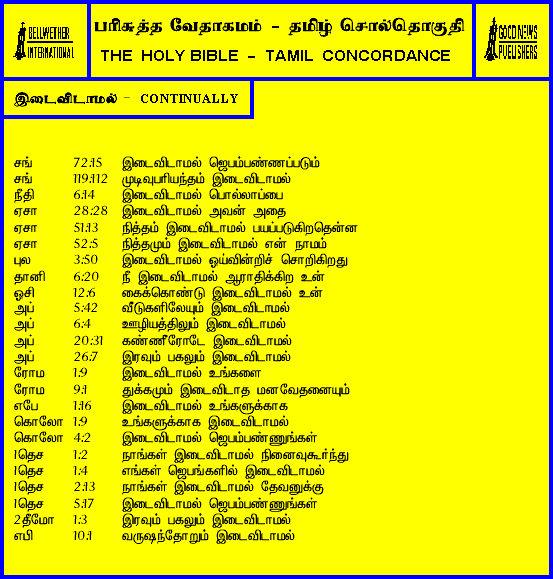 BELLWETHER
INTERNATIONAL
பரிசுத்த வேதாகமம் - தமிழ் சொல்தொகுதி
THE HOLY BIBLE - TAMIL CONCORDANCE
GOOD NEWS
PUBLISHERS
இடைவிடாமல் - CONTINUALLY
சங் 72:15 இடைவிடாமல் ஜெபம்பண்ணப்படும்
சங் 119:112 முடிவுபரியந்தம் இடைவிடாமல்
நீதி 6:14 இடைவிடாமல் பொல்லாப்பை
ஏசா 28:28 இடைவிடாமல் அவன் அதை
ஏசா 51:13 நித்தம் இடைவிடாமல் பயப்படுகிறதென்ன
ஏசா 52:5 நித்தமும் இடைவிடாமல் என் நாமம்
புல 3:50 இடைவிடாமல் ஓய்வின்றிச் சொறிகிறது
தானி 6:20 நீ இடைவிடாமல் ஆராதிக்கிற உன்
ஓசி 12:6 கைக்கொண்டு இடைவிடாமல் உன்
அப் 5:42 வீடுகளிலேயும் இடைவிடாமல்
அப் 6:4 ஊழியத்திலும் இடைவிடாமல்
அப் 20:31 கண்ணீரோடே இடைவிடாமல்
அப் 26:7 இரவும் பகலும் இடைவிடாமல்
ரோம 1:9 இடைவிடாமல் உங்களை
ரோம 9:1 துக்கமும் இடைவிடாத மனவேதனையும்
எபே 1:16 இடைவிடாமல் உங்களுக்காக
கொலோ 1:9 உங்களுக்காக இடைவிடாமல்
கொலோ 4:2 இடைவிடாமல் ஜெபம்பண்ணுங்கள்
1தெச 1:2 நாங்கள் இடைவிடாமல் நினைவுகூர்ந்து
1தெச 1:4 எங்கள் ஜெபங்களில் இடைவிடாமல்
1தெச 2:13 நாங்கள் இடைவிடாமல் தேவனுக்கு
1தெச 5:17 இடைவிடாமல் ஜெபம்பண்ணுங்கள்
2தீமோ 1:3 இரவும் பகலும் இடைவிடாமல்
எபி 10:1 வருஷந்தோறும் இடைவிடாமல்